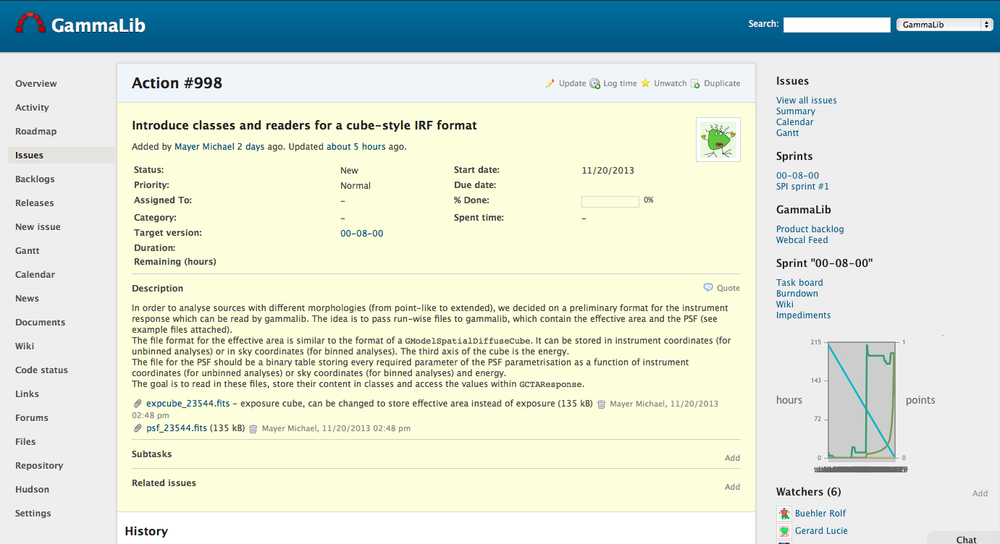 GammaLib
Search:
GammaLib
Overview
Activity
Roadmap
Issues
Backlogs
Releases
New issue
Gantt
Calendar
News
Documents
Wiki
Code status
Links
Forums
Files
Repository
Hudson
Settings
Action #998
Update Log time Unwatch Duplicate
Introduce classes and readers for a cube-style IRF format
Added by Mayer Michael 2 days ago. Updated about 5 hours ago.
Status: New Start date: 11/20/2013
Priority: Normal Due date:
Assigned To: – % Done: 0%
Category: – Spent time: –
Target version: 00-08-00
Duration:
Remaining (hours)
Description Quote
In order to analyse sources with different morphologies (from point-like to extended), we decided on a preliminary format for the instrument
response which can be read by gammalib. The idea is to pass run-wise files to gammalib, which contain the effective area and the PSF (see
example files attached).
The file format for the effective area is similar to the format of a GModelSpatialDiffuseCube. It can be stored in instrument coordinates (for
unbinned analyses) or in sky coordinates (for binned analyses). The third axis of the cube is the energy.
The file for the PSF should be a binary table storing every required parameter of the PSF parametrisation as a function of instrument
coordinates (for unbinned analyses) or sky coordinates (for binned analyses) and energy.
The goal is to read in these files, store their content in classes and access the values within GCTAResponse.
expcube_23544.fits – exposure cube, can be changed to store effective area instead of exposure (135 kB) Mayer Michael, 11/20/2013
02:48 pm
psf_23544.fits (135 kB) Mayer Michael, 11/20/2013 02:48 pm
Subtasks Add
Related issues Add
History
Issues
View all issues
Summary
Calendar
Gantt
Sprints
00-08-00
SPI sprint #1
GammaLib
Product backlog
Webcal Feed
Sprint "00-08-00"
Task board
Burndown
Wiki
Impediments
215 1
143
hours points
72
0 0
Watchers (6) Add
Buehler Rolf
Gerard Lucie
Chat